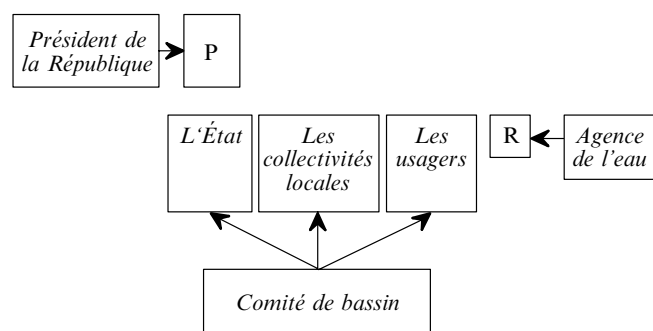 Président de
la République
P
L‘État
Les
collectivités
locales
Les
usagers
R
Agence
de l'eau
Comité de bassin